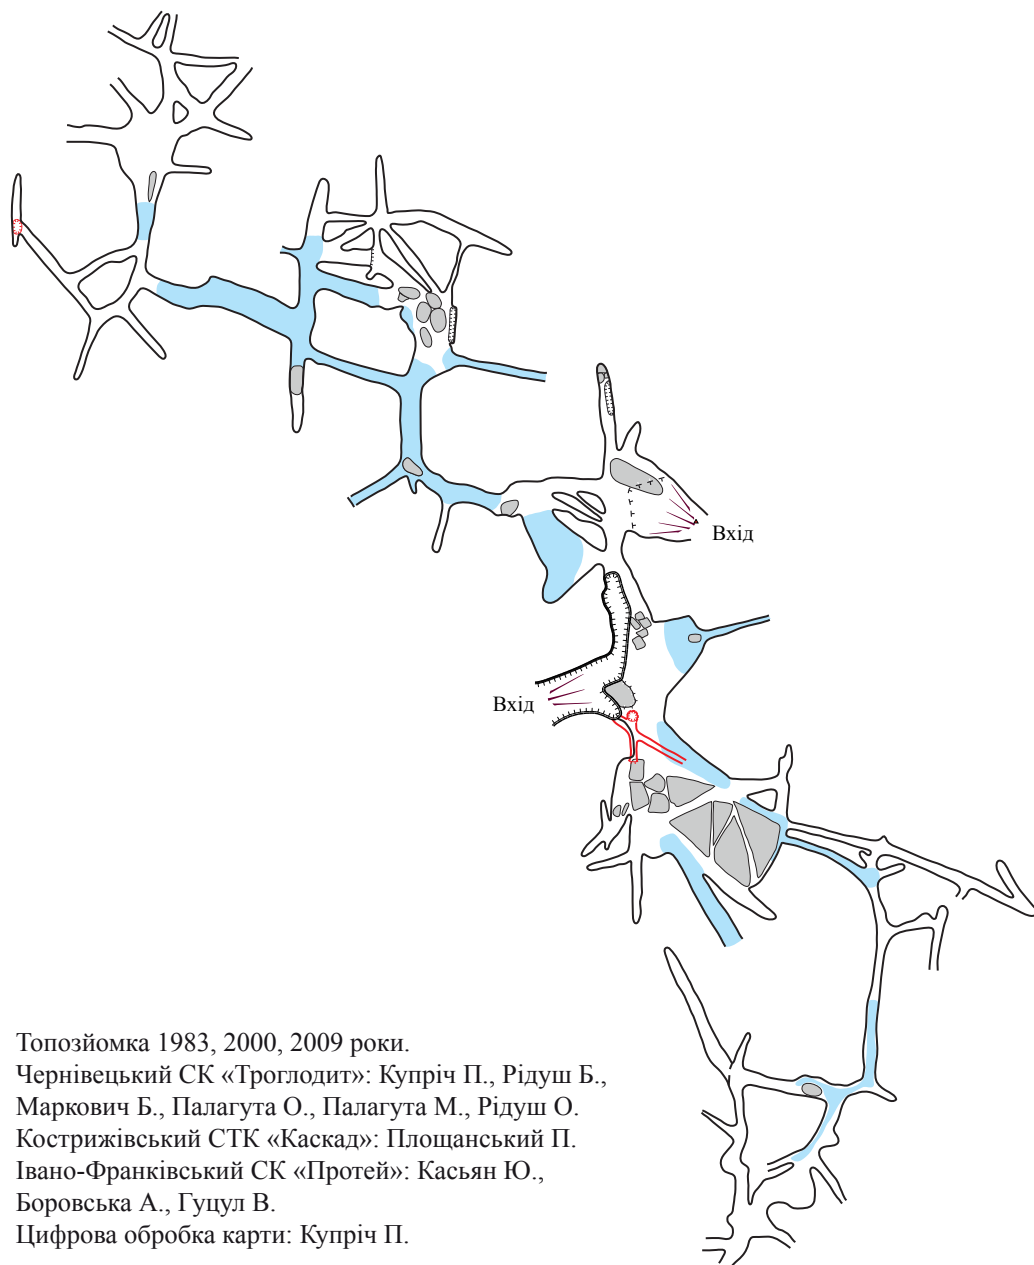 Вхід
Вхід
Топозйомка 1983, 2000, 2009 роки.
Чернівецький СК «Троглодит»: Купріч П., Рідуш Б.,
Маркович Б., Палагута О., Палагута М., Рідуш О.
Кострижівський СТК «Каскад»: Площанський П.
Івано-Франківський СК «Протей»: Касьян Ю.,
Боровська А., Гуцул В.
Цифрова обробка карти: Купріч П.